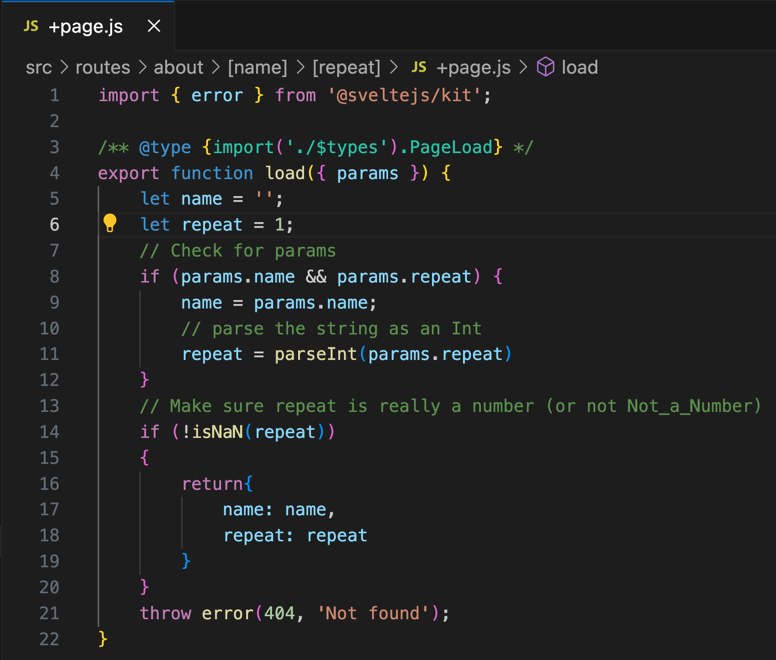 JS +page.js ×
src > routes > about > [name] > [repeat] > JS +page.js > load
1 import { error } from '@sveltejs/kit';
2
3 /** @type {import('./$types').PageLoad} */
4 export function load({ params }) {
5 let name = '';
6 let repeat = 1;
7 // Check for params
8 if (params.name && params.repeat) {
9 name = params.name;
10 // parse the string as an Int
11 repeat = parseInt(params.repeat)
12 }
13 // Make sure repeat is really a number (or not Not_a_Number)
14 if (!isNaN(repeat))
15 {
16 return{
17 name: name,
18 repeat: repeat
19 }
20 }
21 throw error(404, 'Not found');
22 }